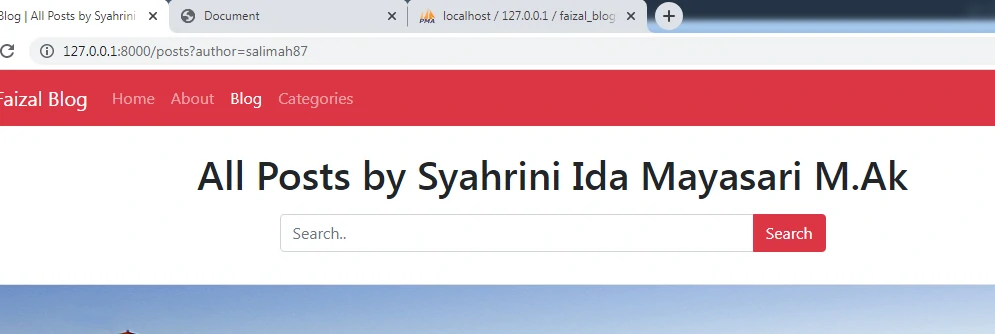 Blog | All Posts by Syahrini
Document
PMA
localhost / 127.0.0.1 / faizal_blog
127.0.0.1:8000/posts?author=salimah87
Faizal Blog Home About Blog Categories
All Posts by Syahrini Ida Mayasari M.Ak
Search.. Search